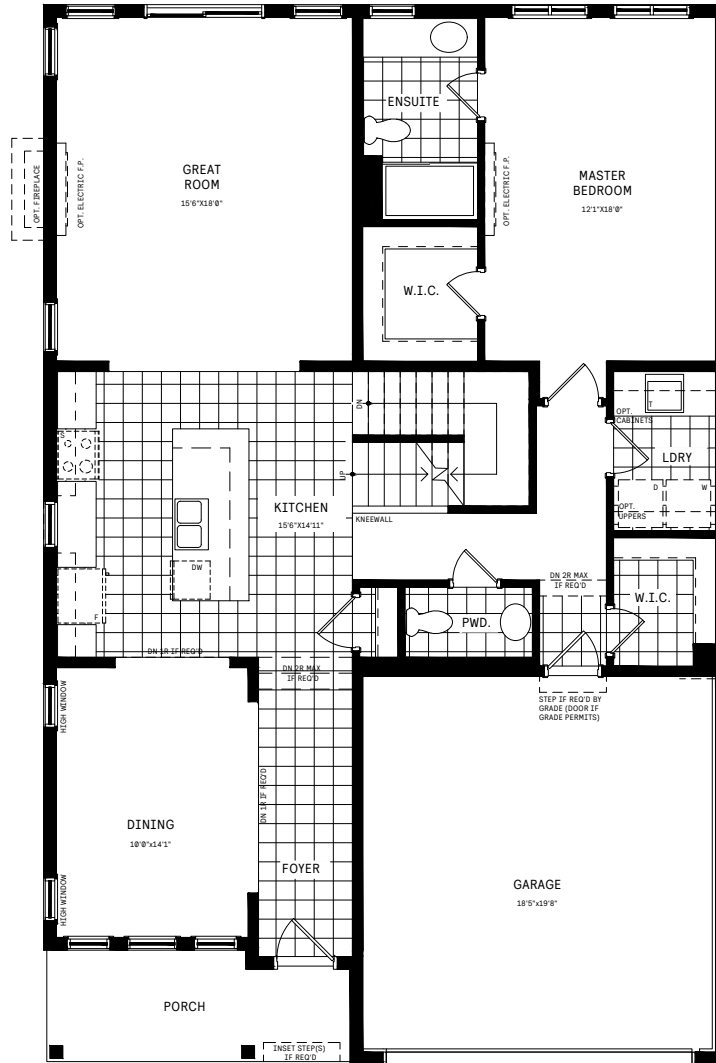 ENSUITE
GREAT
ROOM
15'6"X18'0"
MASTER
BEDROOM
12'1"X18'0"
OPT. FIREPLACE
OPT. ELECTRIC F.P.
OPT. ELECTRIC F.P.
W.I.C.
DN
UP
T
OPT.
CABINETS
LDRY
D
W
OPT.
UPPERS
S
KITCHEN
15'6"X14'11"
KNEEWALL
DW
F
DN 2R MAX
IF REQ'D
W.I.C.
PWD.
DN 1R IF REQ'D
DN 2R MAX
IF REQ'D
STEP IF REQ'D BY
GRADE (DOOR IF
GRADE PERMITS)
HIGH WINDOW
DN 1R IF REQ'D
DINING
10'0"x14'1"
FOYER
GARAGE
18'5"x19'8"
HIGH WINDOW
PORCH
INSET STEP(S)
IF REQ'D